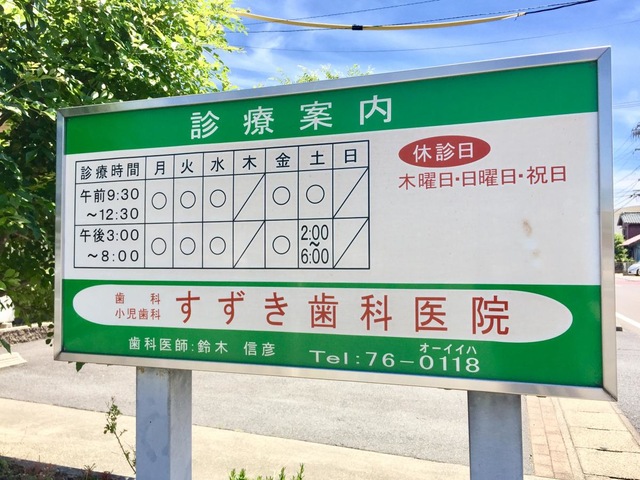 診療案内
診療時間 月 火 水 木 金 土 日
午前9:30～12:30 ○ ○ ○ ／ ○ ○ ／
午後3:00～8:00 ○ ○ ○ ／ ○ 2:00～6:00 ／
休診日
木曜日・日曜日・祝日
歯科
小児歯科
すずき歯科医院
歯科医師:鈴木 信彦
オーイイハ
Tel:76-0118